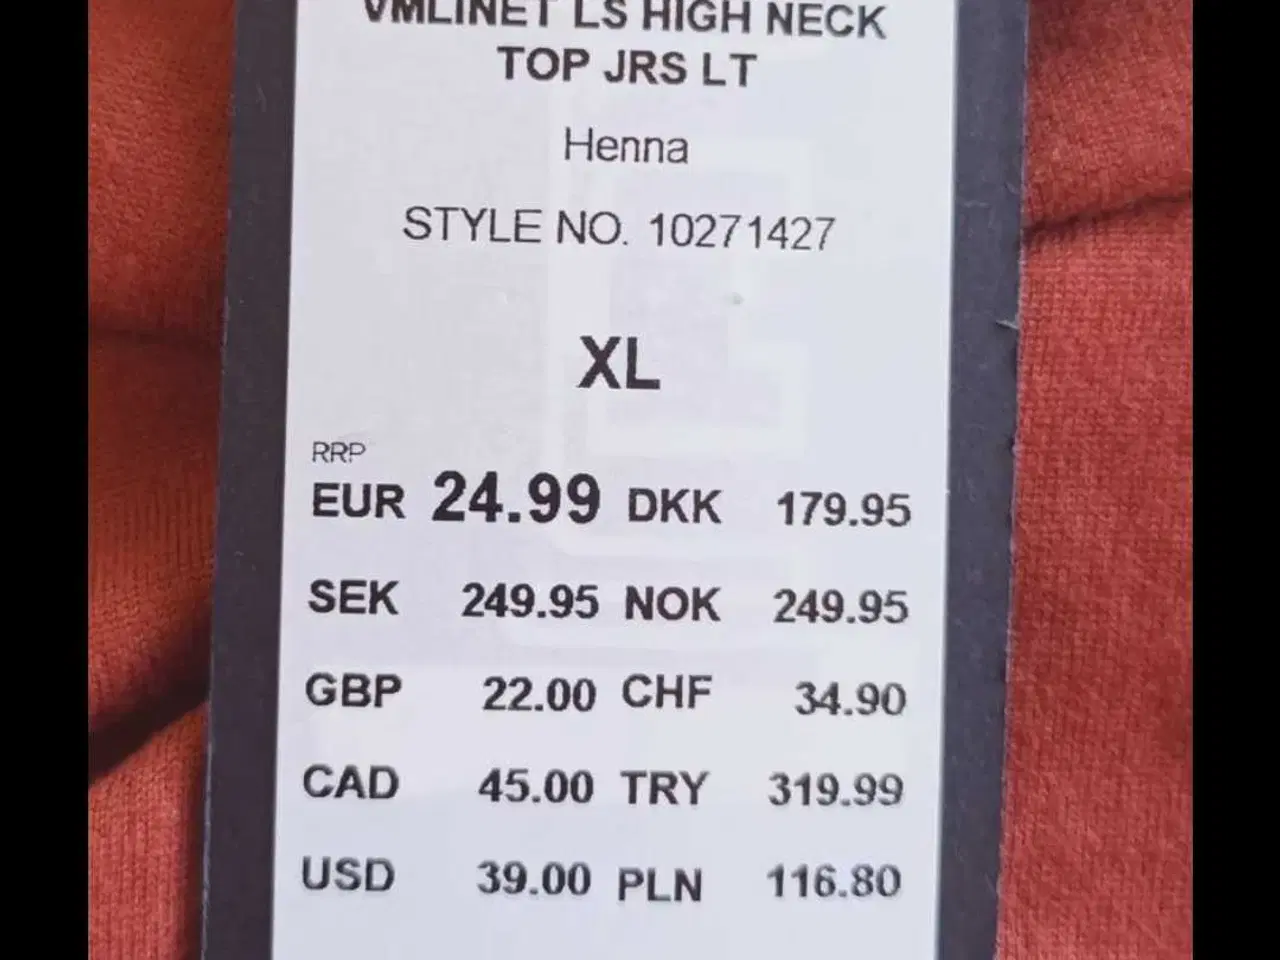 VMLINET LS HIGH NECK
TOP JRS LT
Henna
STYLE NO. 10271427
XL
RRP
EUR 24.99 DKK 179.95
SEK 249.95 NOK 249.95
GBP 22.00 CHF 34.90
CAD 45.00 TRY 319.99
USD 39.00 PLN 116.80